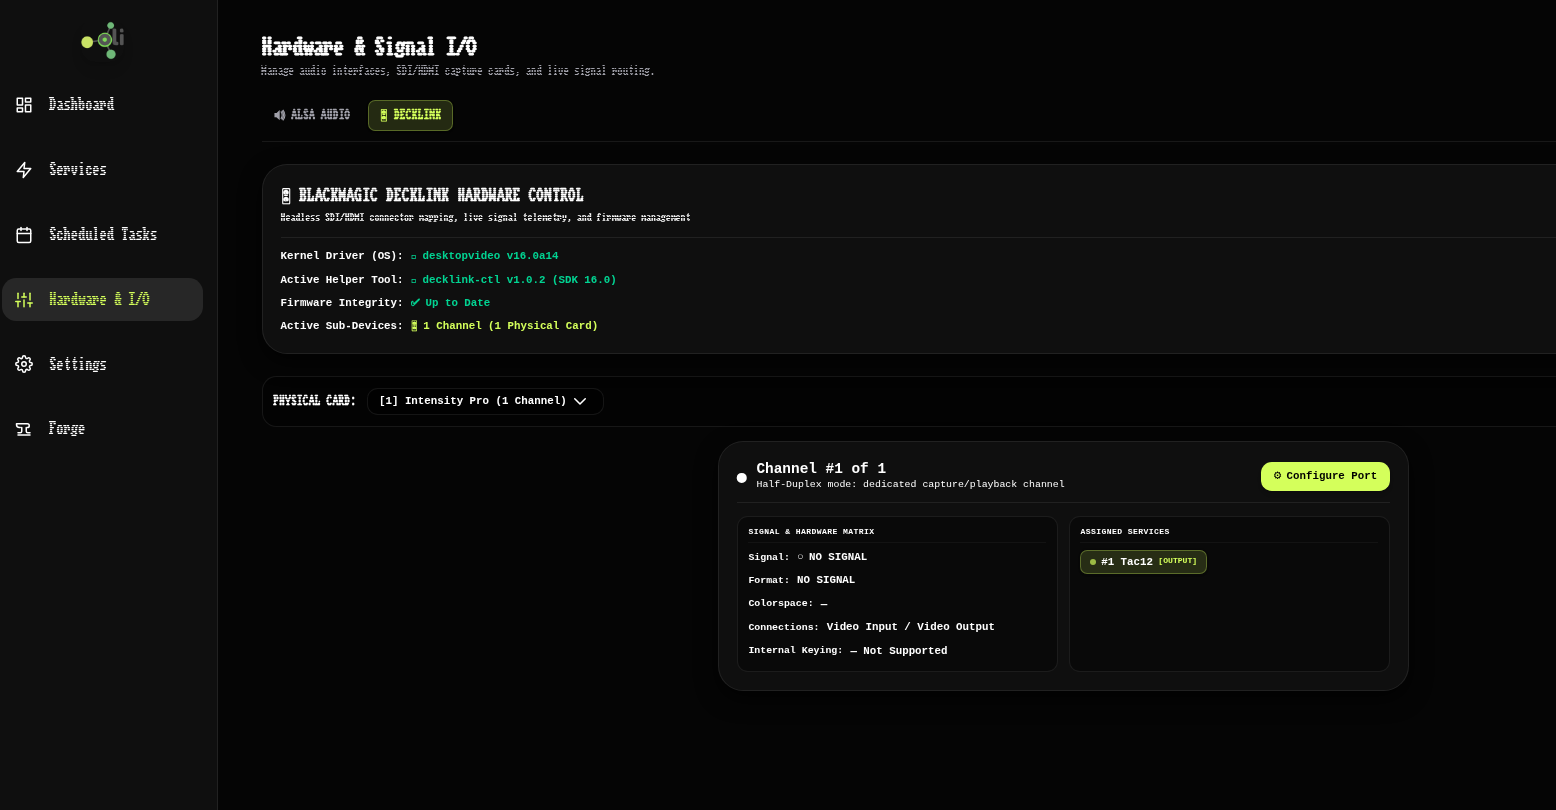 li
Hardware & Signal I/O
Manage audio interfaces, SDI/HDMI capture cards, and live signal routing.
Dashboard
Services
Scheduled Tasks
Hardware & I/O
Settings
Forge
ALSA AUDIO
DECKLINK
BLACKMAGIC DECKLINK HARDWARE CONTROL
Headless SDI/HDMI connector mapping, live signal telemetry, and firmware management
Kernel Driver (OS): desktopvideo v16.0a14
Active Helper Tool: decklink-ctl v1.0.2 (SDK 16.0)
Firmware Integrity: ✔ Up to Date
Active Sub-Devices: 1 Channel (1 Physical Card)
PHYSICAL CARD: [1] Intensity Pro (1 Channel)
Channel #1 of 1
Half-Duplex mode: dedicated capture/playback channel
⚙ Configure Port
SIGNAL & HARDWARE MATRIX
Signal: ○ NO SIGNAL
Format: NO SIGNAL
Colorspace: —
Connections: Video Input / Video Output
Internal Keying: — Not Supported
ASSIGNED SERVICES
#1 Tac12 [OUTPUT]